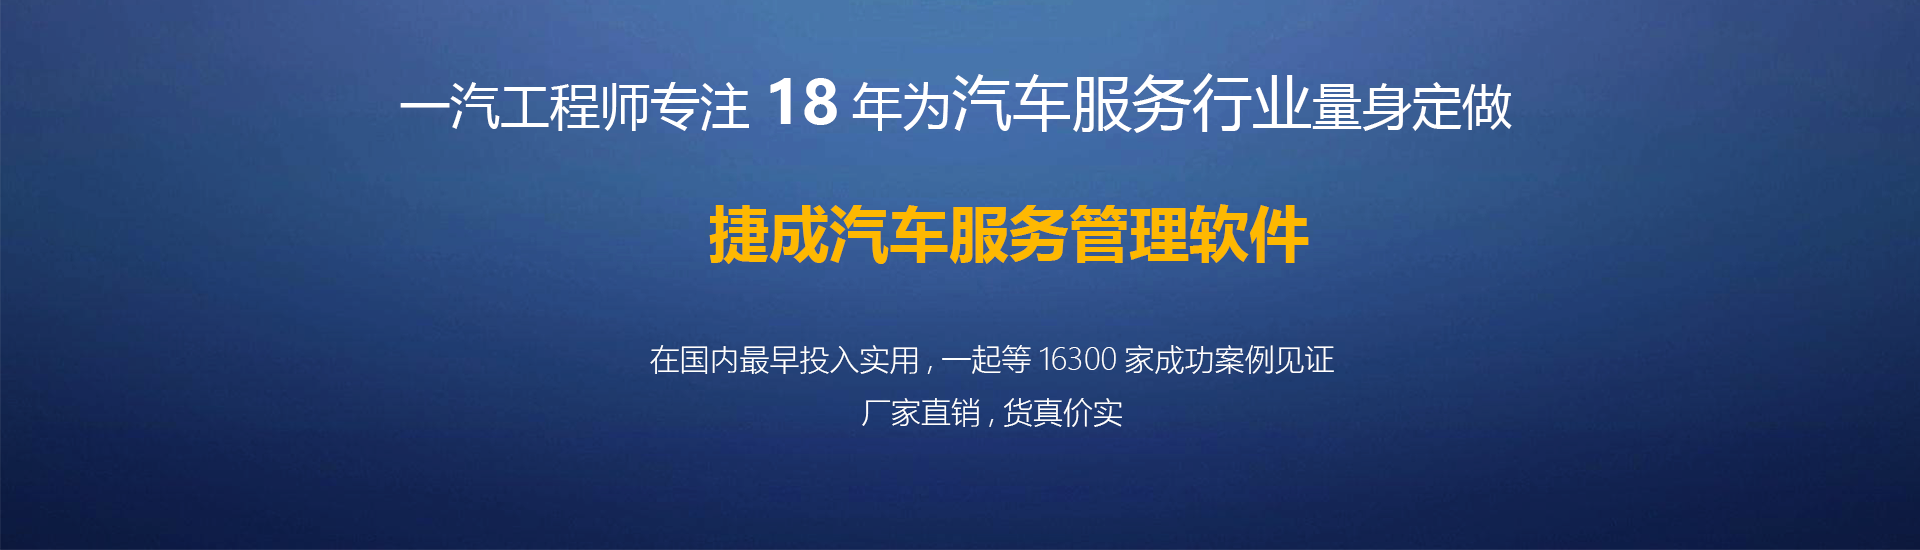 一汽工程师专注 18 年为汽车服务行业量身定做
捷成汽车服务管理软件
在国内最早投入实用,一起等 16300 家成功案例见证
厂家直销,货真价实